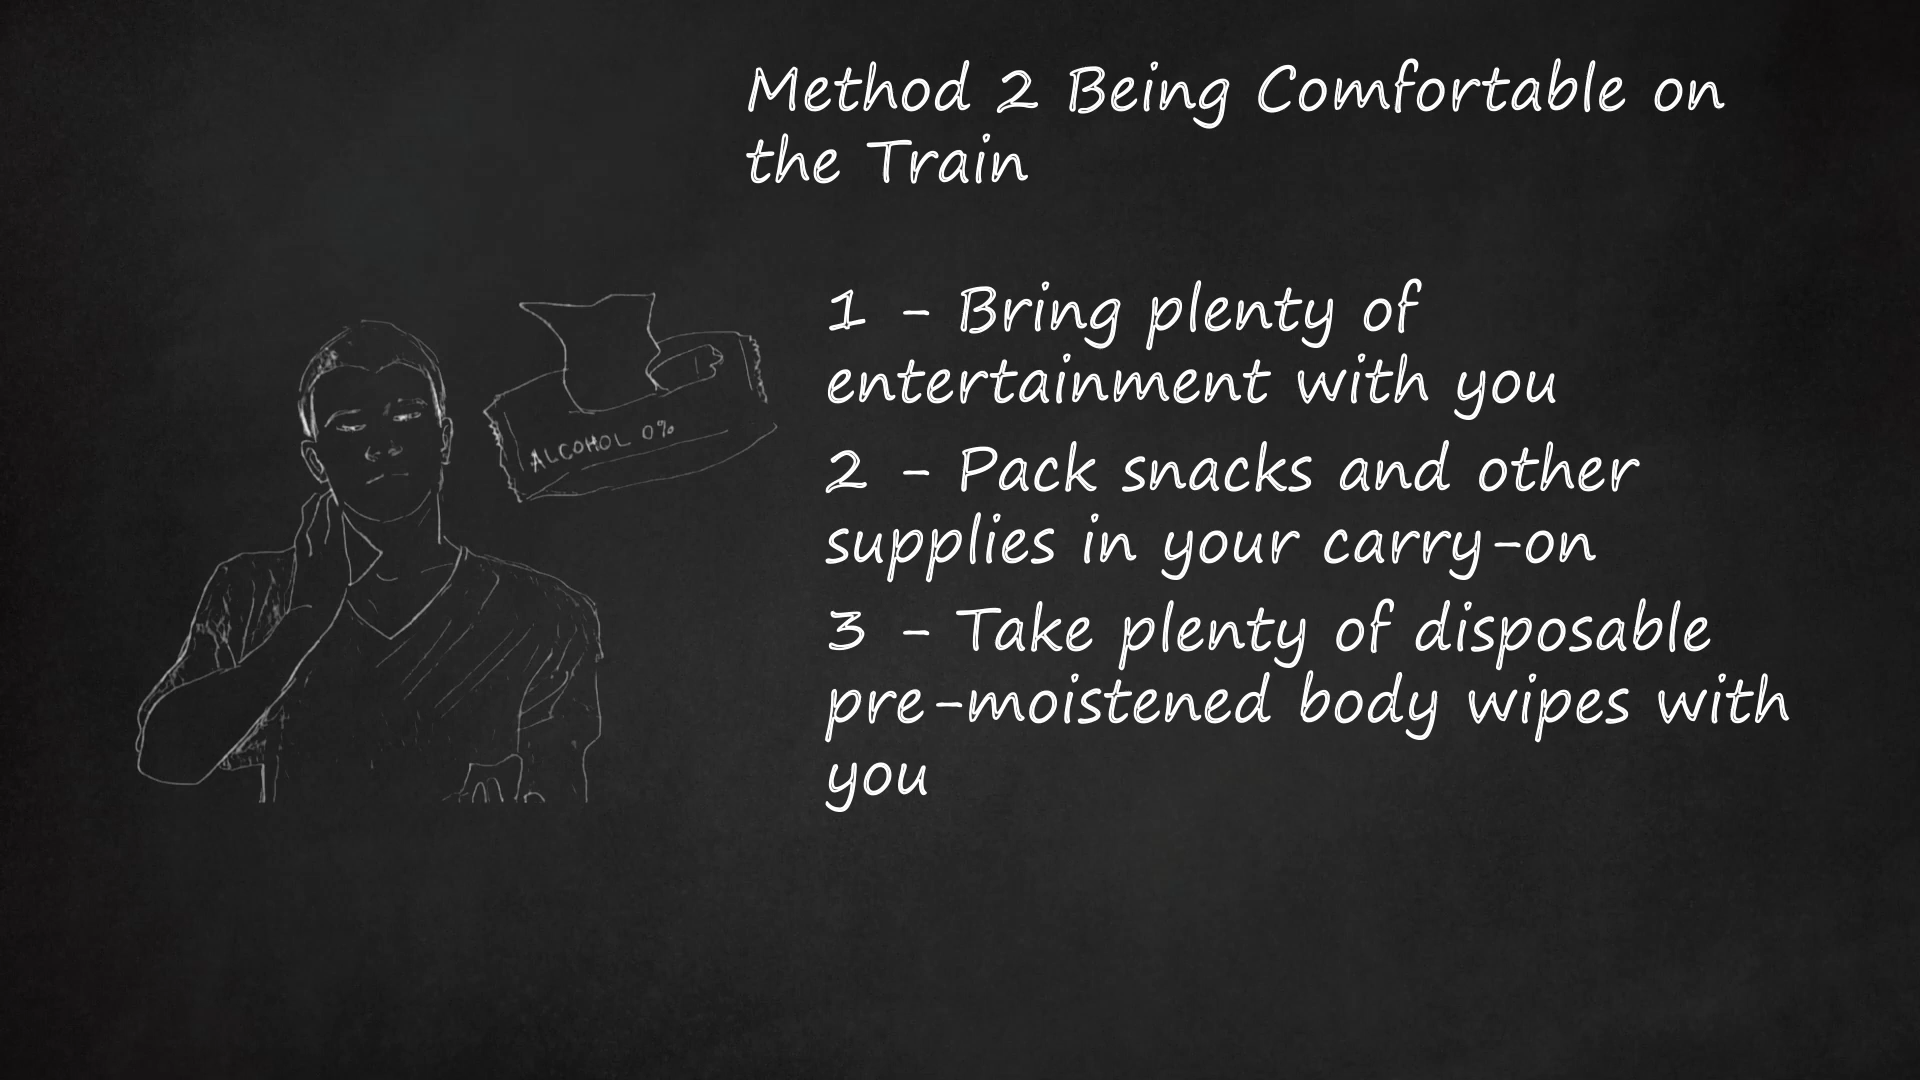 Method 2 Being Comfortable on
the Train
1 - Bring plenty of
entertainment with you
2 - Pack snacks and other
supplies in your carry-on
3 - Take plenty of disposable
pre-moistened body wipes with
you
ALCOHOL 0%